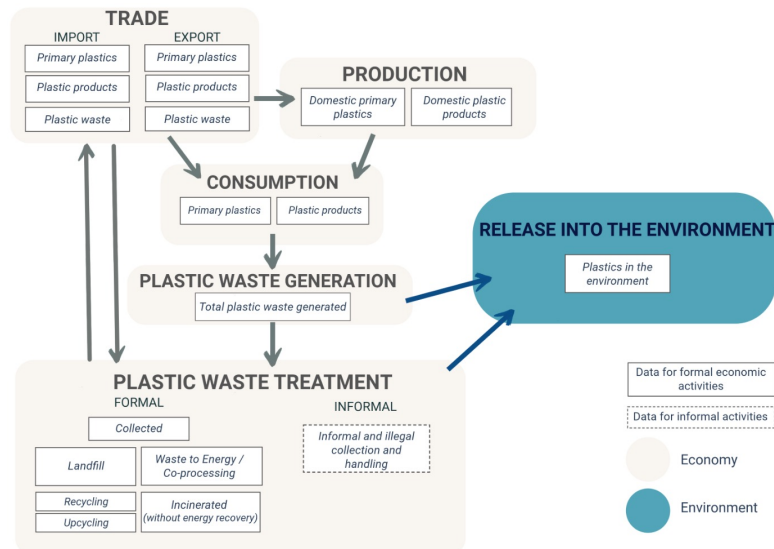 TRADE
IMPORT
Primary plastics
Plastic products
Plastic waste
EXPORT
Primary plastics
Plastic products
Plastic waste
PRODUCTION
Domestic primary
plastics
Domestic plastic
products
CONSUMPTION
Primary plastics
Plastic products
PLASTIC WASTE GENERATION
Total plastic waste generated
RELEASE INTO THE ENVIRONMENT
Plastics in the
environment
PLASTIC WASTE TREATMENT
FORMAL
Collected
Landfill
Waste to Energy /
Co-processing
Recycling
Upcycling
Incinerated
(without energy recovery)
INFORMAL
Informal and illegal
collection and
handling
Data for formal economic
activities
Data for informal activities
Economy
Environment